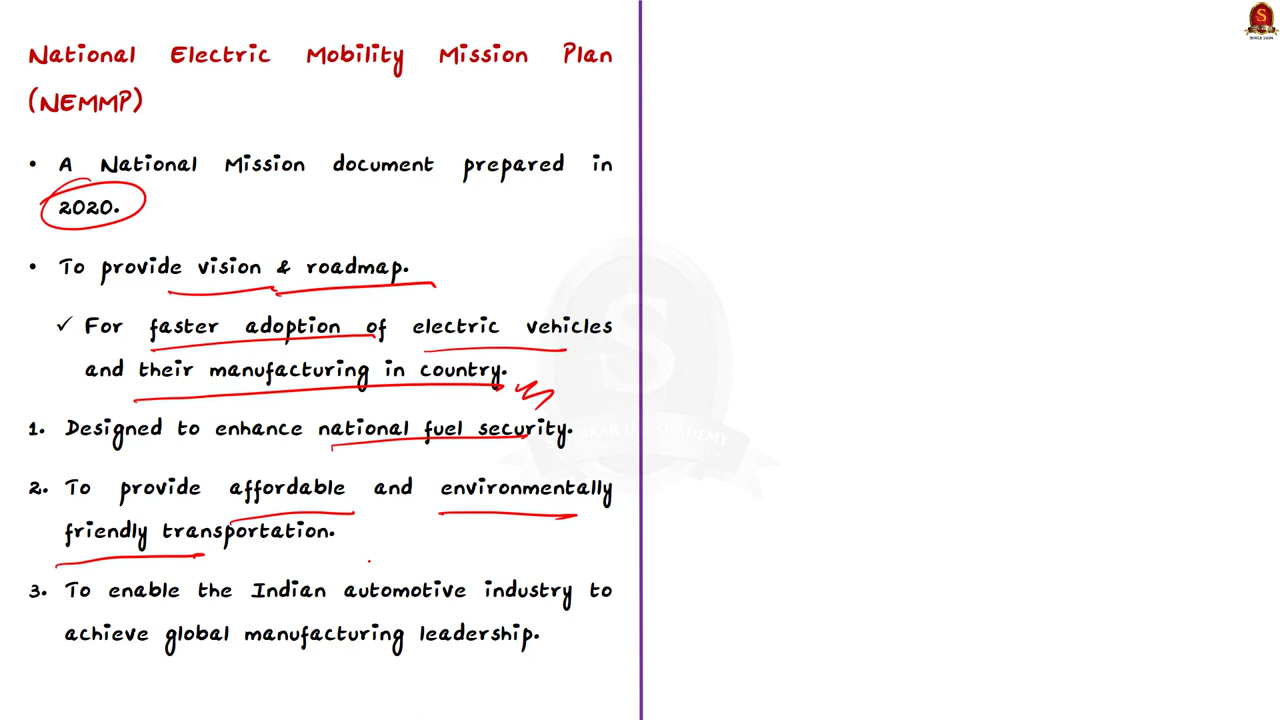 National Electric Mobility Mission Plan
(NEMMP)
• A National Mission document prepared in
2020.
• To provide vision & roadmap.
✓ For faster adoption of electric vehicles
and their manufacturing in country.
1. Designed to enhance national fuel security.
2. To provide affordable and environmentally
friendly transportation.
3. To enable the Indian automotive industry to
achieve global manufacturing leadership.
S
SINCE 2004